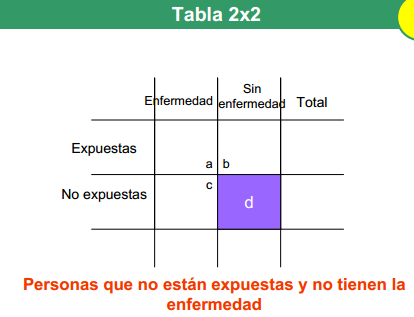 Tabla 2x2
Enfermedad
Sin
enfermedad
Total
Expuestas
a
b
No expuestas
c
d
Personas que no están expuestas y no tienen la
enfermedad